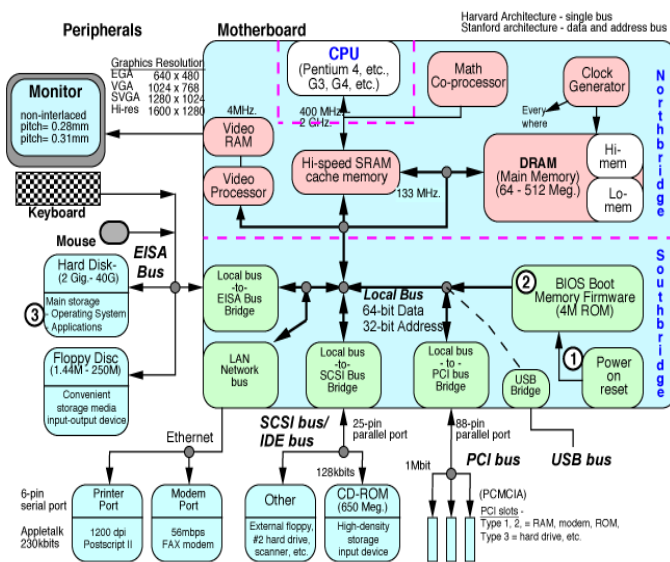 Peripherals
Motherboard
Harvard Architecture - single bus
Stanford architecture - data and address bus
Graphics Resolution
EGA 640 x 480
VGA 1024 x 768
SVGA 1280 x 1024
Hi-res 1600 x 1280
Monitor
non-interlaced
pitch= 0.28mm
pitch= 0.31mm
CPU
(Pentium 4, etc.,
G3, G4, etc.)
Math
Co-processor
Clock
Generator
Every
where
Northbridge
4MHz.
Video
RAM
400 MHz-
2 GHz.
Hi-speed SRAM
cache memory
DRAM
(Main Memory)
(64 - 512 Meg.)
Hi-
mem
Lo-
mem
Video
Processor
133 MHz.
Keyboard
Mouse
EISA
Bus
Hard Disk-
(2 Gig.- 40G)
Main storage
- Operating System
Applications
3
Local bus
-to-
EISA Bus
Bridge
Local Bus
64-bit Data
32-bit Address
2
BIOS Boot
Memory Firmware
(4M ROM)
Southbridge
Floppy Disc
(1.44M - 250M)
Convenient
storage media
input-output device
LAN
Network
bus
Local bus
-to-
SCSI Bus
Bridge
Local bus
-to-
PCI bus
Bridge
USB
Bridge
1
Power
on
reset
Ethernet
SCSI bus/
IDE bus
25-pin
parallel port
88-pin
parallel port
PCI bus
USB bus
128kbits
1Mbit
6-pin
serial port
Appletalk
230kbits
Printer
Port
1200 dpi
Postscript II
Modem
Port
56mbps
FAX modem
Other
External floppy,
#2 hard drive,
scanner, etc.
CD-ROM
(650 Meg.)
High-density
storage
input device
(PCMCIA)
PCI slots -
Type 1, 2, = RAM, modem, ROM,
Type 3 = hard drive, etc.